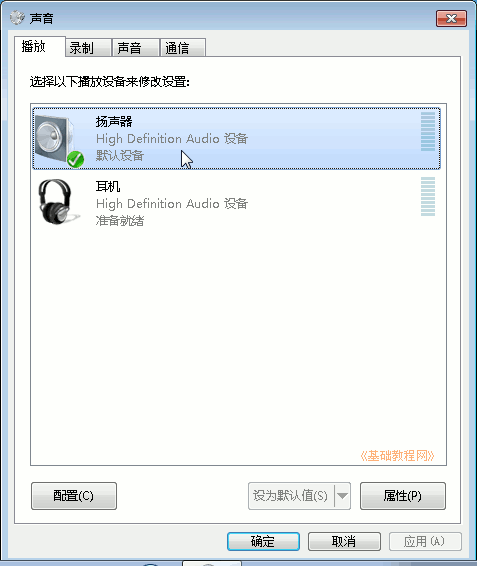 声音
播放 录制 声音 通信
选择以下播放设备来修改设置:
扬声器
High Definition Audio 设备
默认设备
耳机
High Definition Audio 设备
准备就绪
《基础教程网》
配置(C) 设为默认值(S) 属性(P)
确定 取消 应用(A)